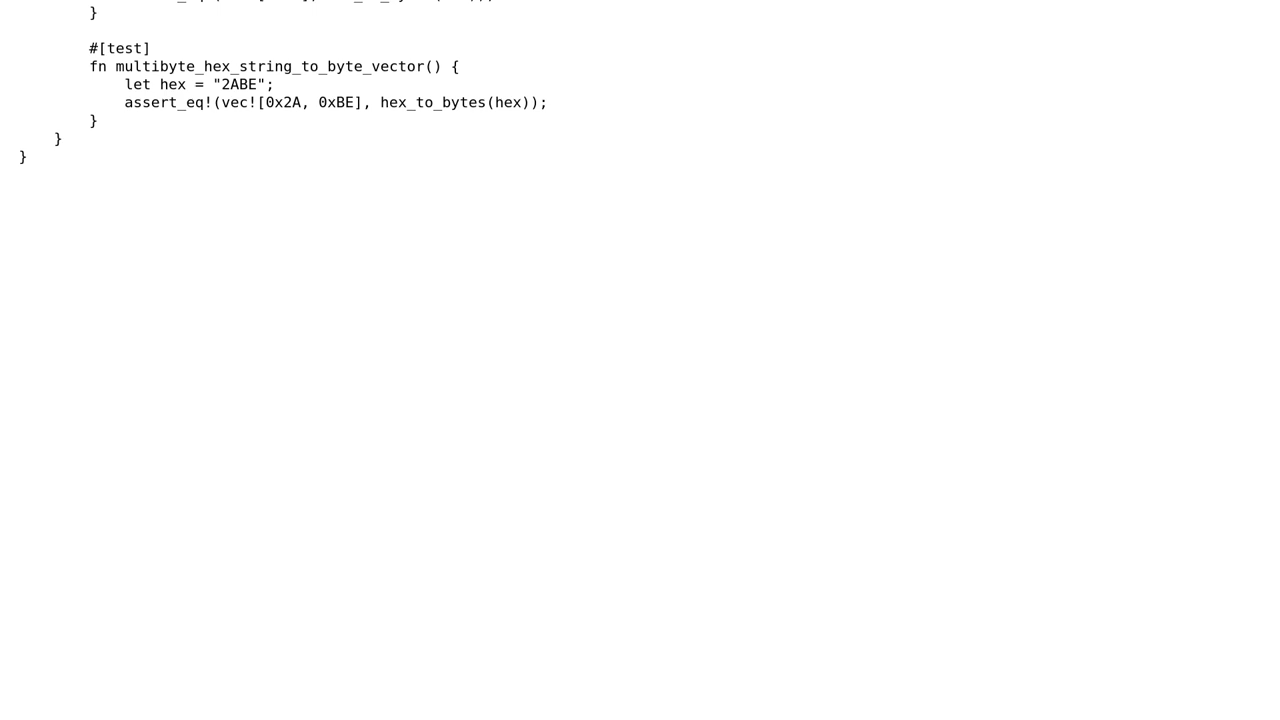 }

        #[test]
        fn multibyte_hex_string_to_byte_vector() {
            let hex = "2ABE";
            assert_eq!(vec![0x2A, 0xBE], hex_to_bytes(hex));
        }
    }
}